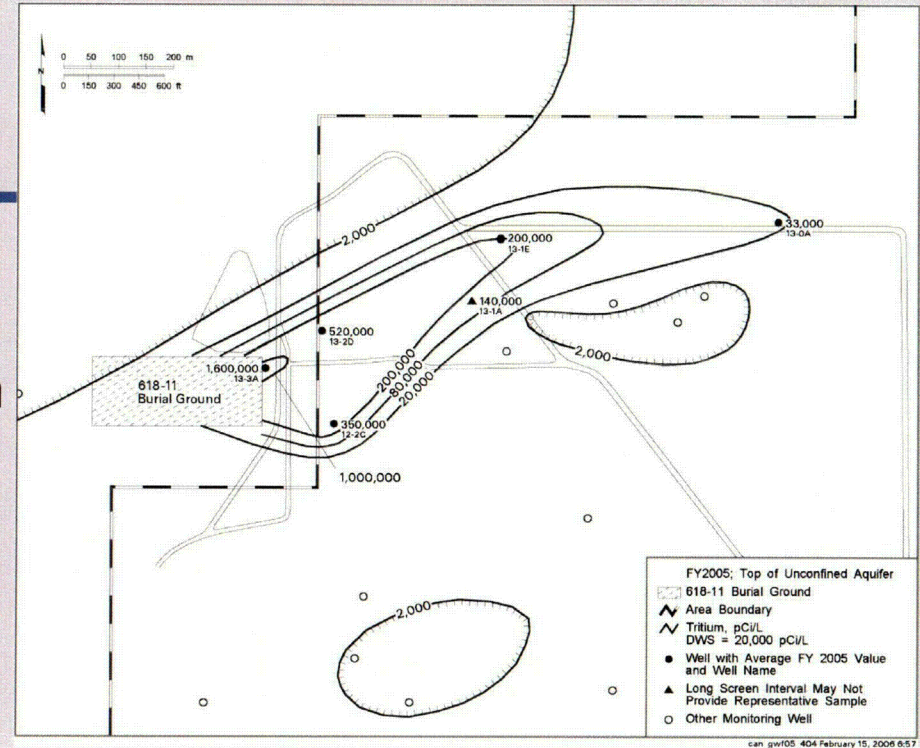 0 50 100 150 200 m
N
0 150 300 450 600 ft
2,000
33,000
13-0A
200,000
13-1E
140,000
13-1A
520,000
13-2D
2,000
1,600,000
13-3A
618-11
Burial Ground
200,000
80,000
20,000
350,000
12-2C
1,000,000
2,000
FY2005; Top of Unconfined Aquifer
618-11 Burial Ground
Area Boundary
Tritium, pCi/L
DWS = 20,000 pCi/L
Well with Average FY 2005 Value
and Well Name
Long Screen Interval May Not
Provide Representative Sample
Other Monitoring Well
can_gwf05_404 February 15, 2006 6:57